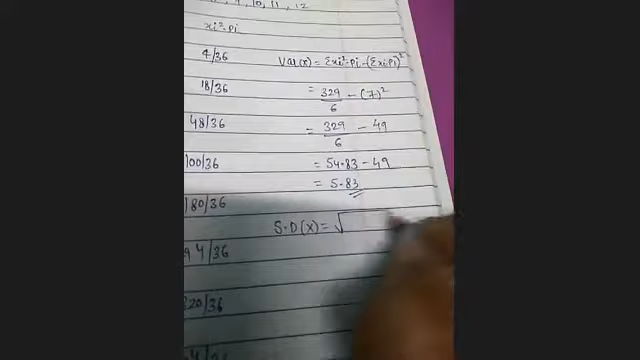 9, 10, 11, 12
xi²·Pi
4/36
Var(x) = Σxi²·Pi - (Σxi·Pi)²
18/36
= 329/6 - (7)²
48/36
= 329/6 - 49
100/36
= 54.83 - 49
= 5.83
180/36
S.D(x) = √
94/36
320/36